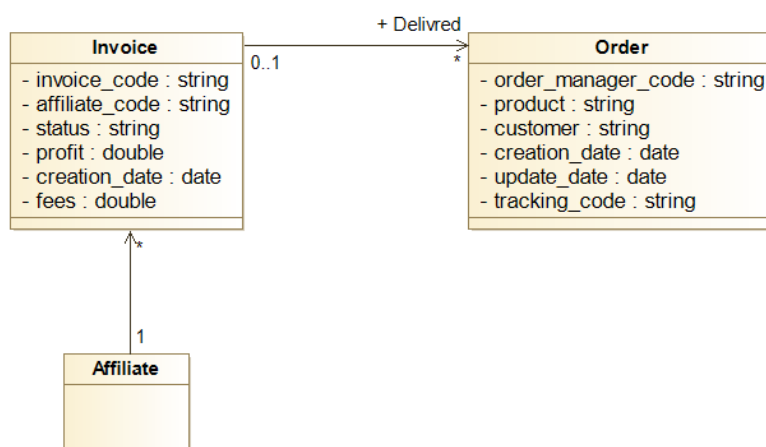 + Delivred
Invoice
0..1
*
Order
- invoice_code : string
- affiliate_code : string
- status : string
- profit : double
- creation_date : date
- fees : double
- order_manager_code : string
- product : string
- customer : string
- creation_date : date
- update_date : date
- tracking_code : string
*
1
Affiliate